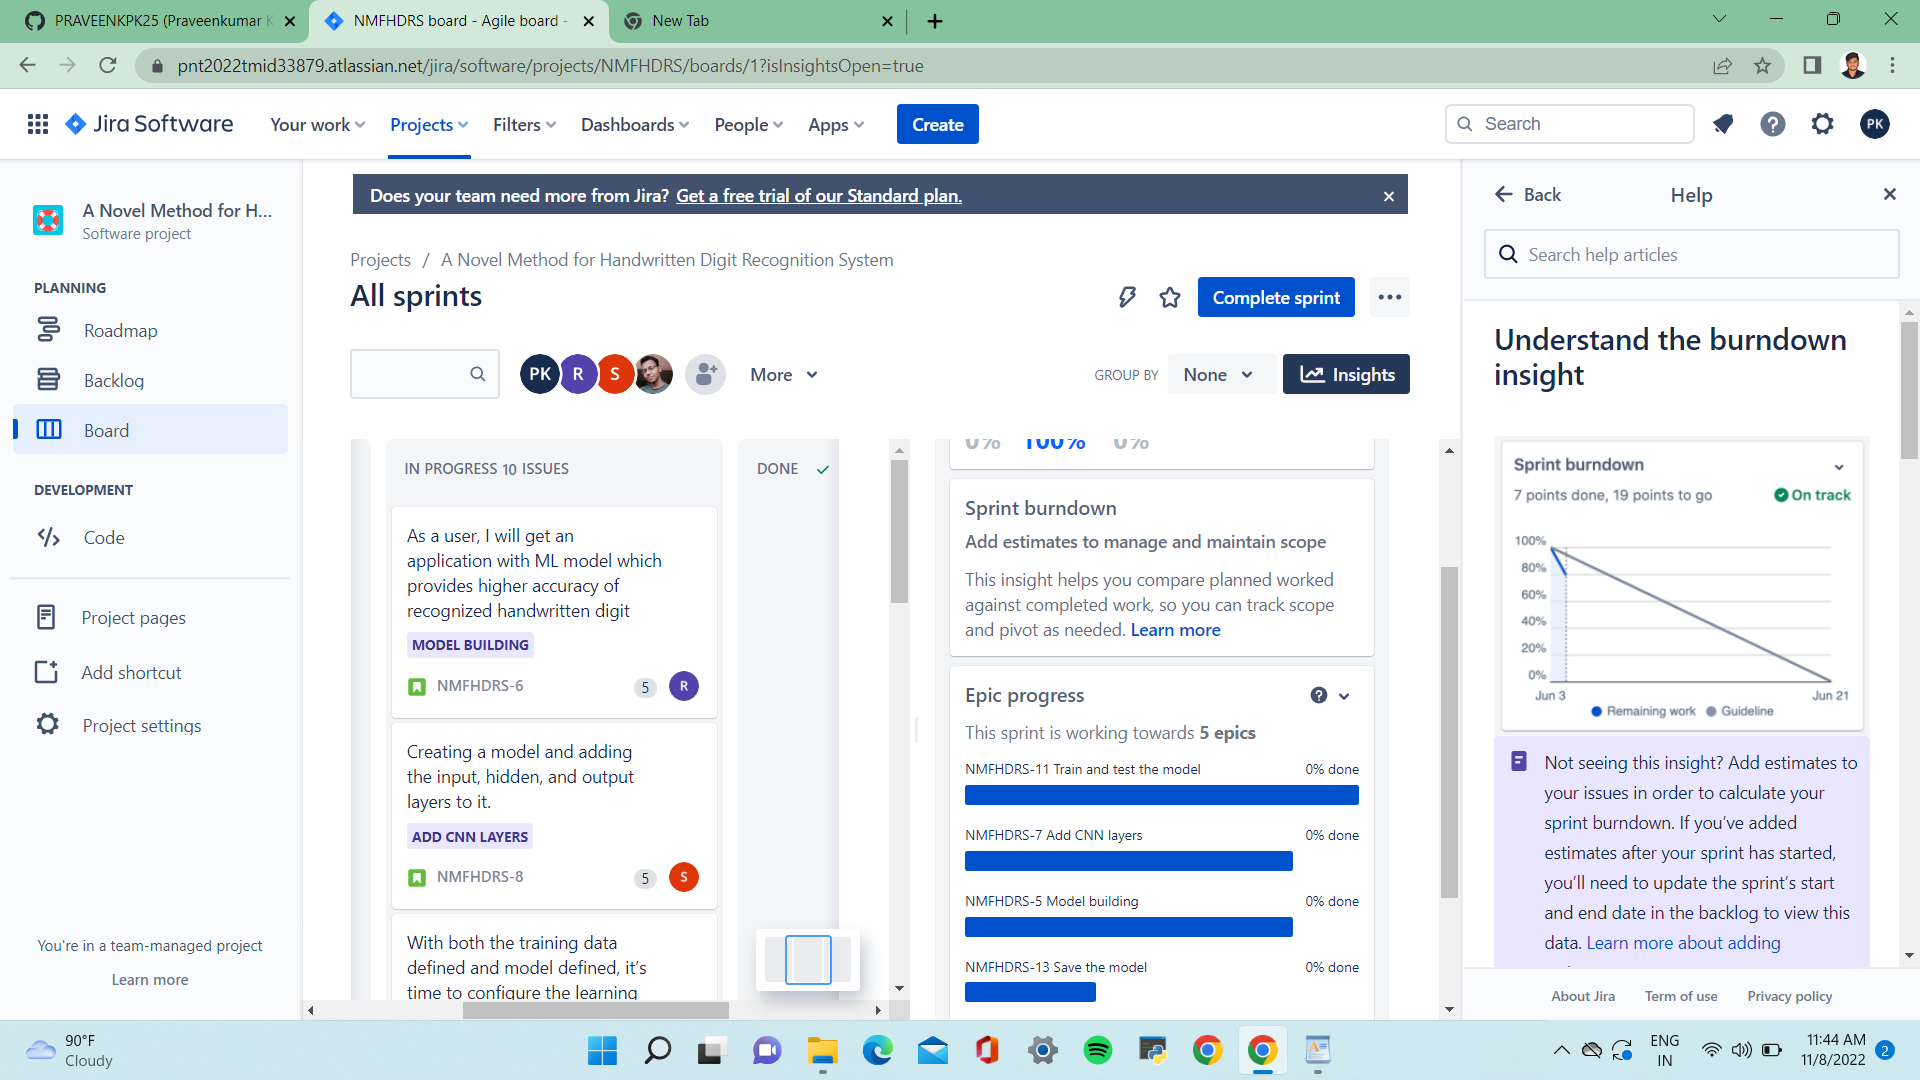 PRAVEENKPK25 (Praveenkumar K
NMFHDRS board - Agile board -
New Tab
pnt2022tmid33879.atlassian.net/jira/software/projects/NMFHDRS/boards/1?isInsightsOpen=true
Jira Software
Your work
Projects
Filters
Dashboards
People
Apps
Create
Search
PK
A Novel Method for H...
Software project
PLANNING
Roadmap
Backlog
Board
DEVELOPMENT
Code
Project pages
Add shortcut
Project settings
You're in a team-managed project
Learn more
Does your team need more from Jira? Get a free trial of our Standard plan.
Projects / A Novel Method for Handwritten Digit Recognition System
All sprints
Complete sprint
PK R S
More
GROUP BY
None
Insights
IN PROGRESS 10 ISSUES
As a user, I will get an
application with ML model which
provides higher accuracy of
recognized handwritten digit
MODEL BUILDING
NMFHDRS-6 5 R
Creating a model and adding
the input, hidden, and output
layers to it.
ADD CNN LAYERS
NMFHDRS-8 5 S
With both the training data
defined and model defined, it's
time to configure the learning
DONE
0% 100% 0%
Sprint burndown
Add estimates to manage and maintain scope
This insight helps you compare planned worked
against completed work, so you can track scope
and pivot as needed. Learn more
Epic progress
This sprint is working towards 5 epics
NMFHDRS-11 Train and test the model 0% done
NMFHDRS-7 Add CNN layers 0% done
NMFHDRS-5 Model building 0% done
NMFHDRS-13 Save the model 0% done
Back
Help
Search help articles
Understand the burndown
insight
Sprint burndown
7 points done, 19 points to go
On track
100%
80%
60%
40%
20%
0%
Jun 3 Jun 21
Remaining work Guideline
Not seeing this insight? Add estimates to
your issues in order to calculate your
sprint burndown. If you've added
estimates after your sprint has started,
you'll need to update the sprint's start
and end date in the backlog to view this
data. Learn more about adding
About Jira
Term of use
Privacy policy
90°F
Cloudy
ENG
IN
11:44 AM
11/8/2022
2